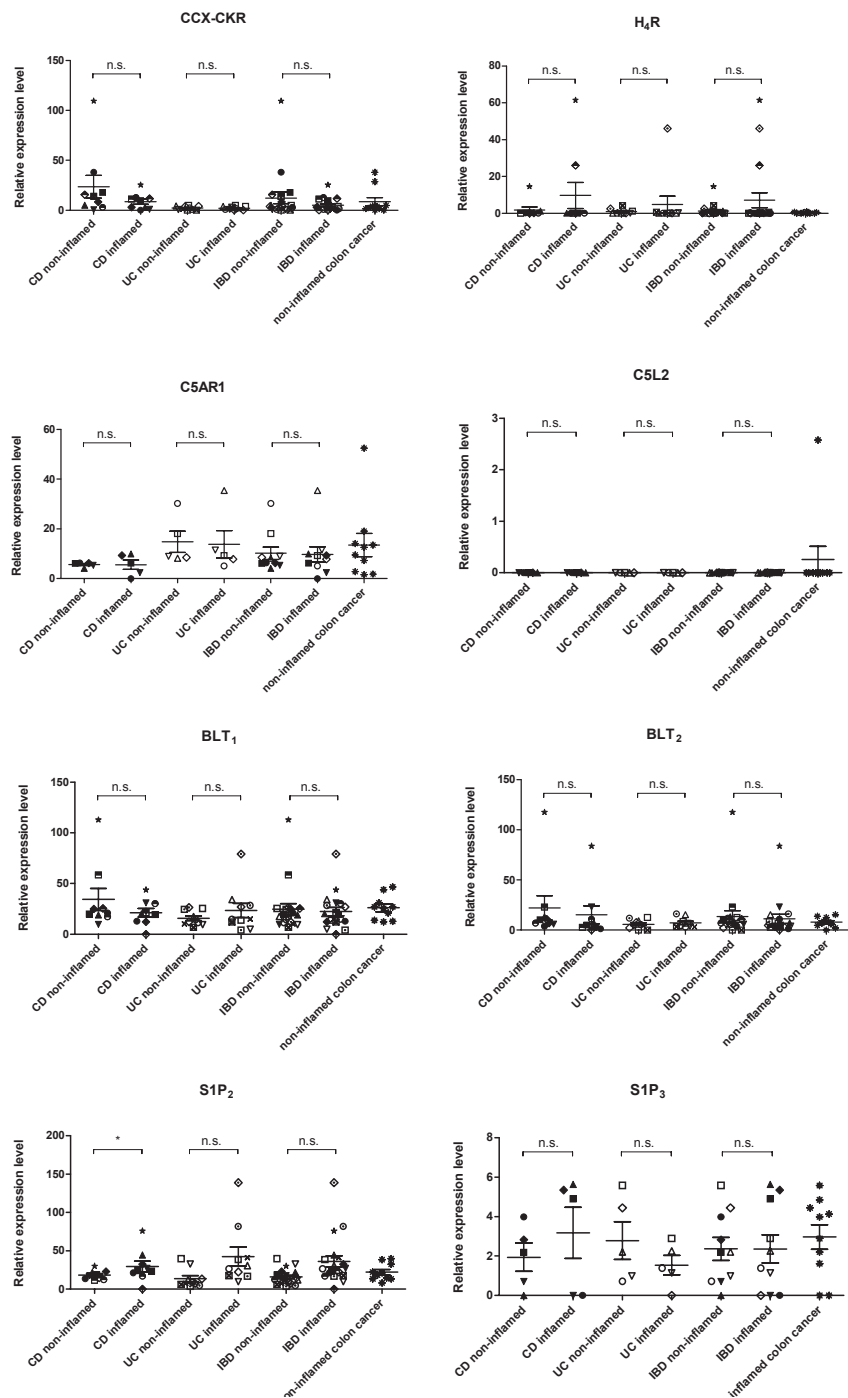 CCX-CKR
Relative expression level
150
100
50
0
n.s.
n.s.
n.s.
CD non-inflamed
CD inflamed
UC non-inflamed
UC inflamed
IBD non-inflamed
IBD inflamed
non-inflamed colon cancer
H4R
Relative expression level
80
60
40
20
0
n.s.
n.s.
n.s.
CD non-inflamed
CD inflamed
UC non-inflamed
UC inflamed
IBD non-inflamed
IBD inflamed
non-inflamed colon cancer
C5AR1
Relative expression level
60
40
20
0
n.s.
n.s.
n.s.
CD non-inflamed
CD inflamed
UC non-inflamed
UC inflamed
IBD non-inflamed
IBD inflamed
non-inflamed colon cancer
C5L2
Relative expression level
3
2
1
0
n.s.
n.s.
n.s.
CD non-inflamed
CD inflamed
UC non-inflamed
UC inflamed
IBD non-inflamed
IBD inflamed
non-inflamed colon cancer
BLT1
Relative expression level
150
100
50
0
n.s.
n.s.
n.s.
CD non-inflamed
CD inflamed
UC non-inflamed
UC inflamed
IBD non-inflamed
IBD inflamed
non-inflamed colon cancer
BLT2
Relative expression level
150
100
50
0
n.s.
n.s.
n.s.
CD non-inflamed
CD inflamed
UC non-inflamed
UC inflamed
IBD non-inflamed
IBD inflamed
non-inflamed colon cancer
S1P2
Relative expression level
200
150
100
50
0
*
n.s.
n.s.
CD non-inflamed
CD inflamed
UC non-inflamed
UC inflamed
IBD non-inflamed
IBD inflamed
non-inflamed colon cancer
S1P3
Relative expression level
8
6
4
2
0
n.s.
n.s.
n.s.
CD non-inflamed
CD inflamed
UC non-inflamed
UC inflamed
IBD non-inflamed
IBD inflamed
inflamed colon cancer